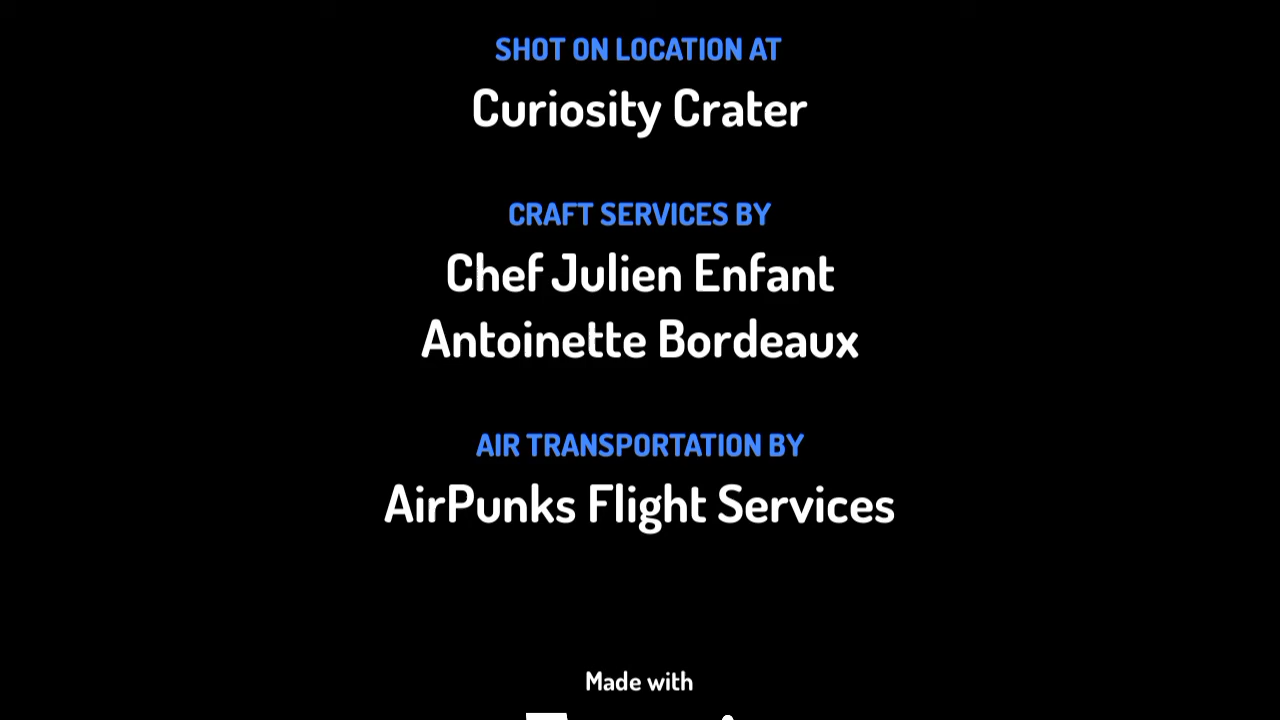 SHOT ON LOCATION AT
Curiosity Crater
CRAFT SERVICES BY
Chef Julien Enfant
Antoinette Bordeaux
AIR TRANSPORTATION BY
AirPunks Flight Services
Made with